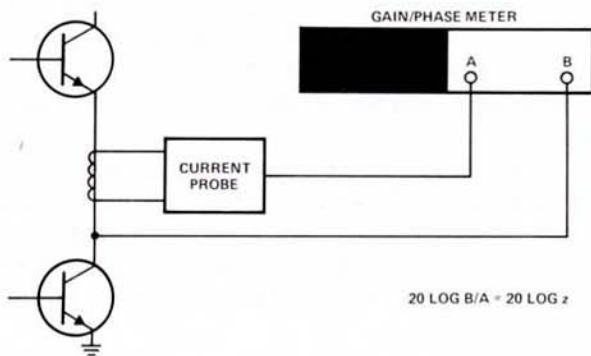 GAIN/PHASE METER
A
B
CURRENT
PROBE
20 LOG B/A = 20 LOG z